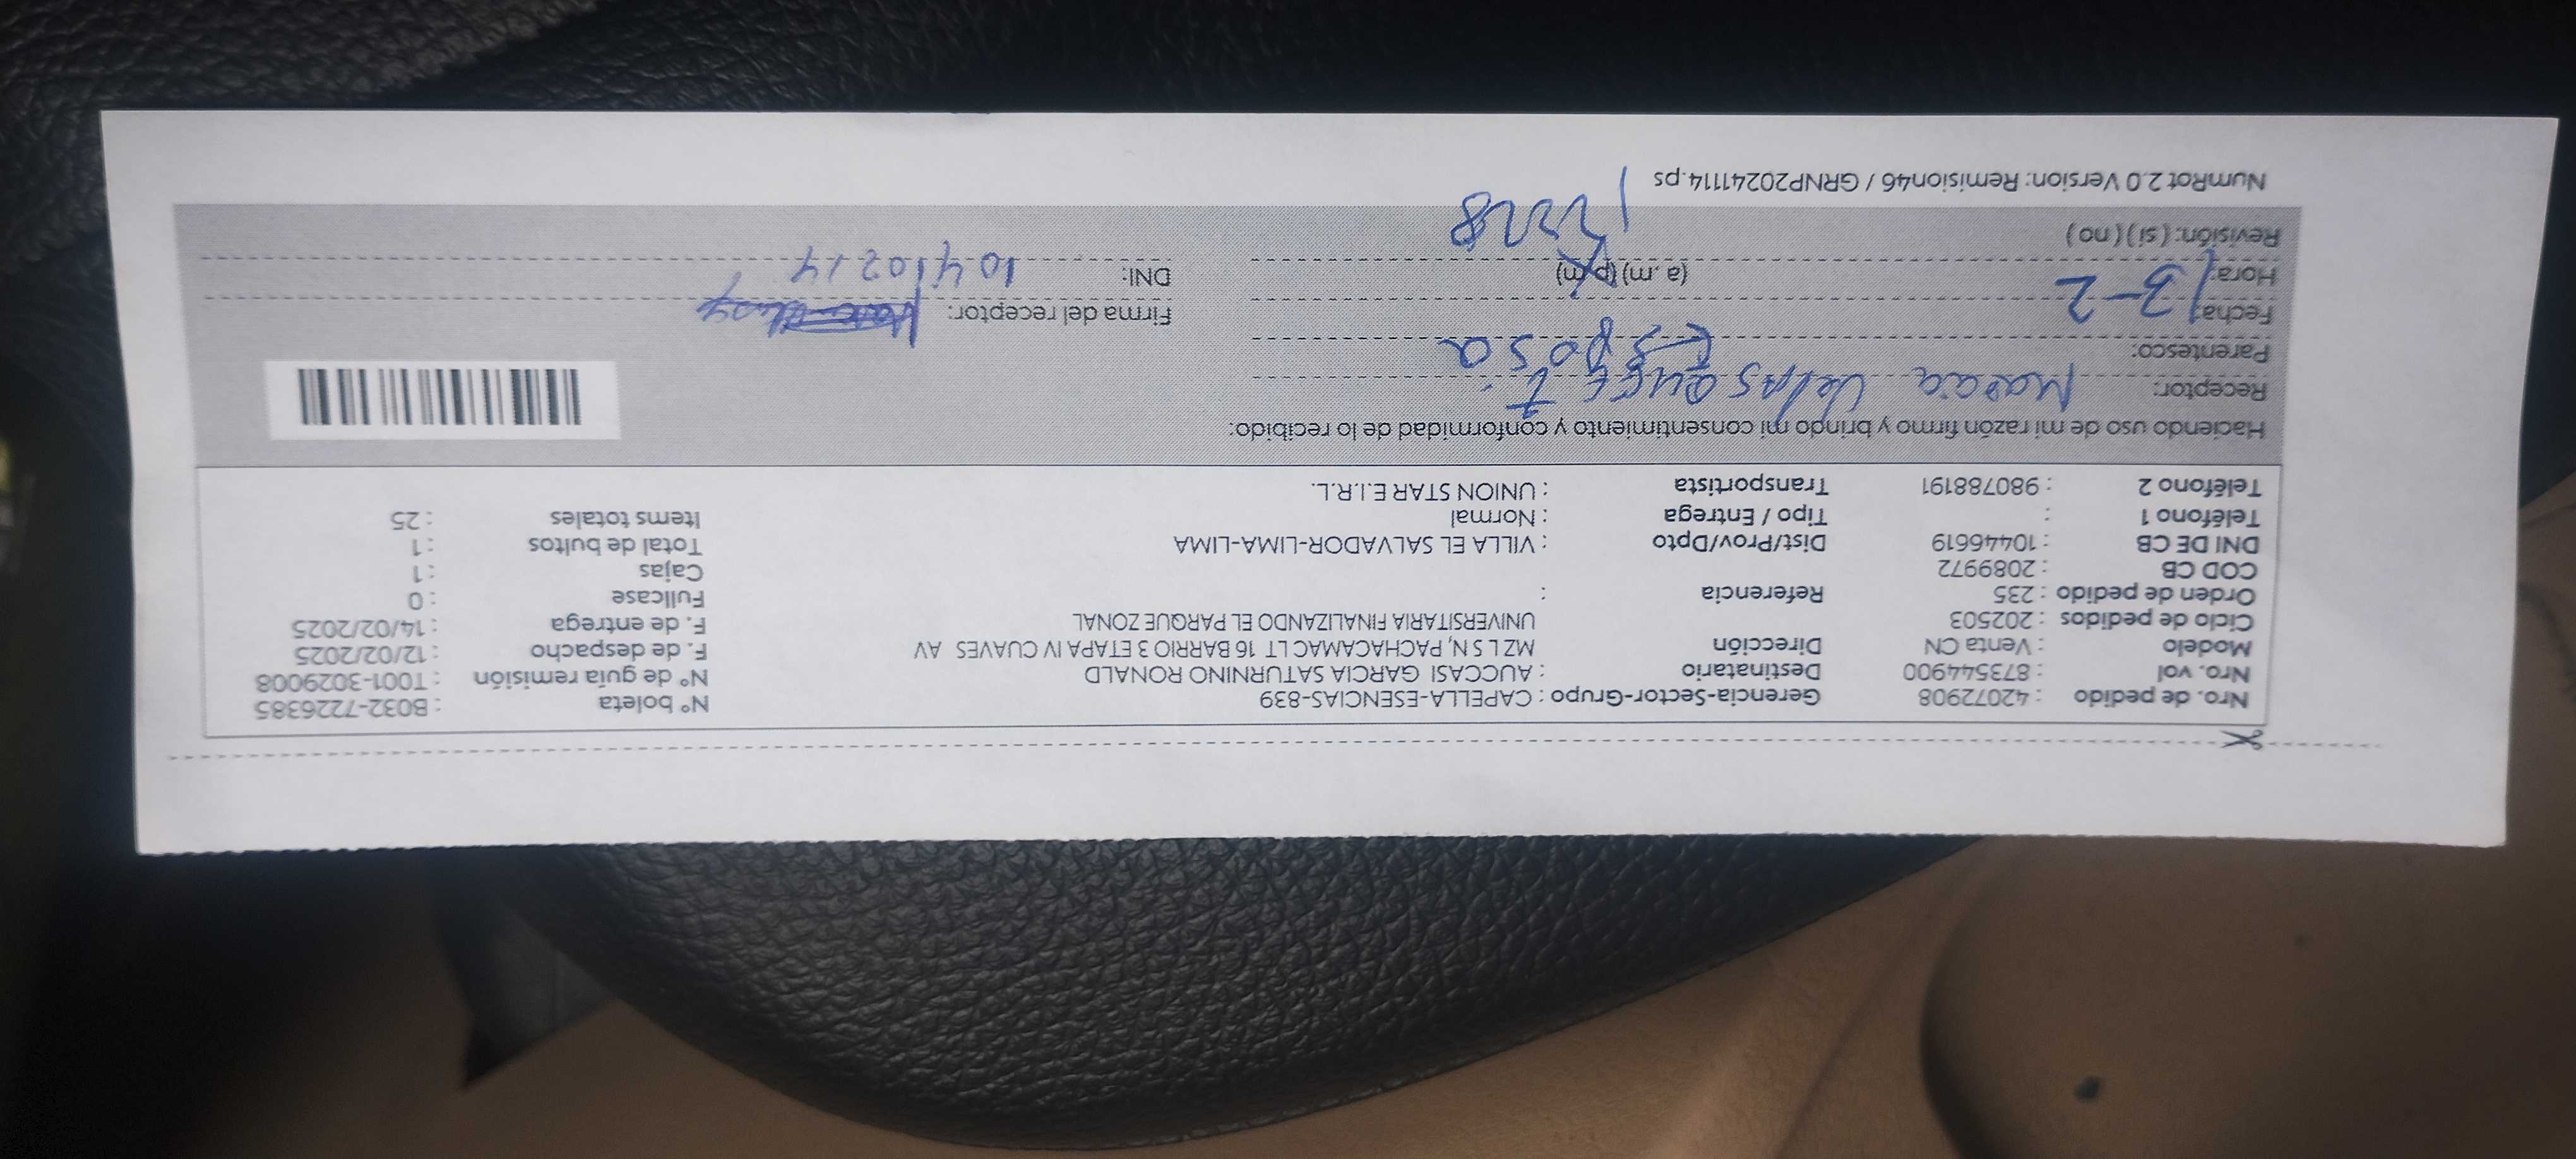 Nro. de pedido : 42072908 Gerencia-Sector-Grupo : CAPELLA-ESENCIAS-839 N° boleta : B032-7226385
Nro. vol : 873544900 Destinatario : AUCCASI GARCIA SATURNINO RONALD N° de guía remisión : T001-3029008
Modelo : Venta CN Dirección MZ L S N, PACHACAMAC LT 16 BARRIO 3 ETAPA IV CUAVES AV F. de despacho : 12/02/2025
Ciclo de pedidos : 202503 UNIVERSITARIA FINALIZANDO EL PARQUE ZONAL F. de entrega : 14/02/2025
Orden de pedido : 235 Referencia : Fullcase : 0
COD CB : 2089972 Cajas : 1
DNI DE CB : 10446619 Dist/Prov/Dpto : VILLA EL SALVADOR-LIMA-LIMA Total de bultos : 1
Teléfono 1 : Tipo / Entrega : Normal Items totales : 25
Teléfono 2 : 980788191 Transportista : UNION STAR E.I.R.L.
Haciendo uso de mi razón firmo y brindo mi consentimiento y conformidad de lo recibido:
Receptor: Maria
Parentesco: Esposa
Fecha: 13-2 Firma del receptor:
Hora: (a.m) (p.m) DNI: 10410214
Revisión: ( si ) ( no )
NumRot 2.0 Version: Remision46 / GRNP20241114.ps